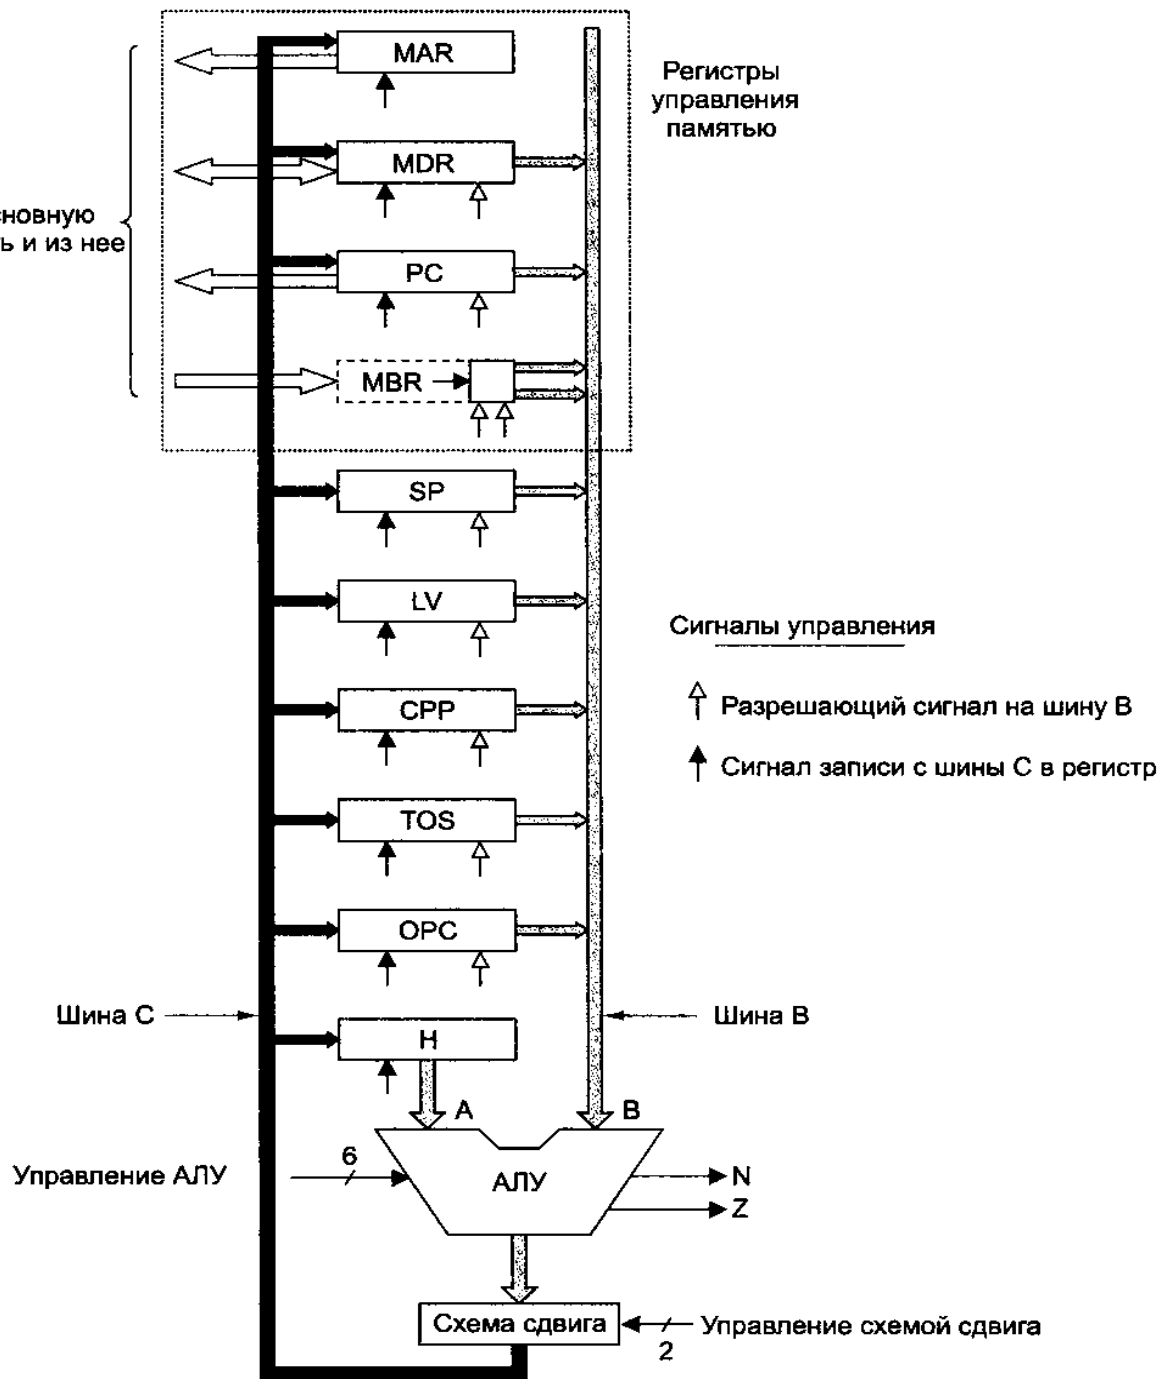 MAR
Регистры
управления
памятью
MDR
сновную
ь и из нее
PC
MBR
SP
LV
Сигналы управления
CPP
Разрешающий сигнал на шину B
Сигнал записи с шины C в регистр
TOS
OPC
Шина C
Шина B
H
A
B
Управление АЛУ
6
АЛУ
N
Z
Схема сдвига
Управление схемой сдвига
2